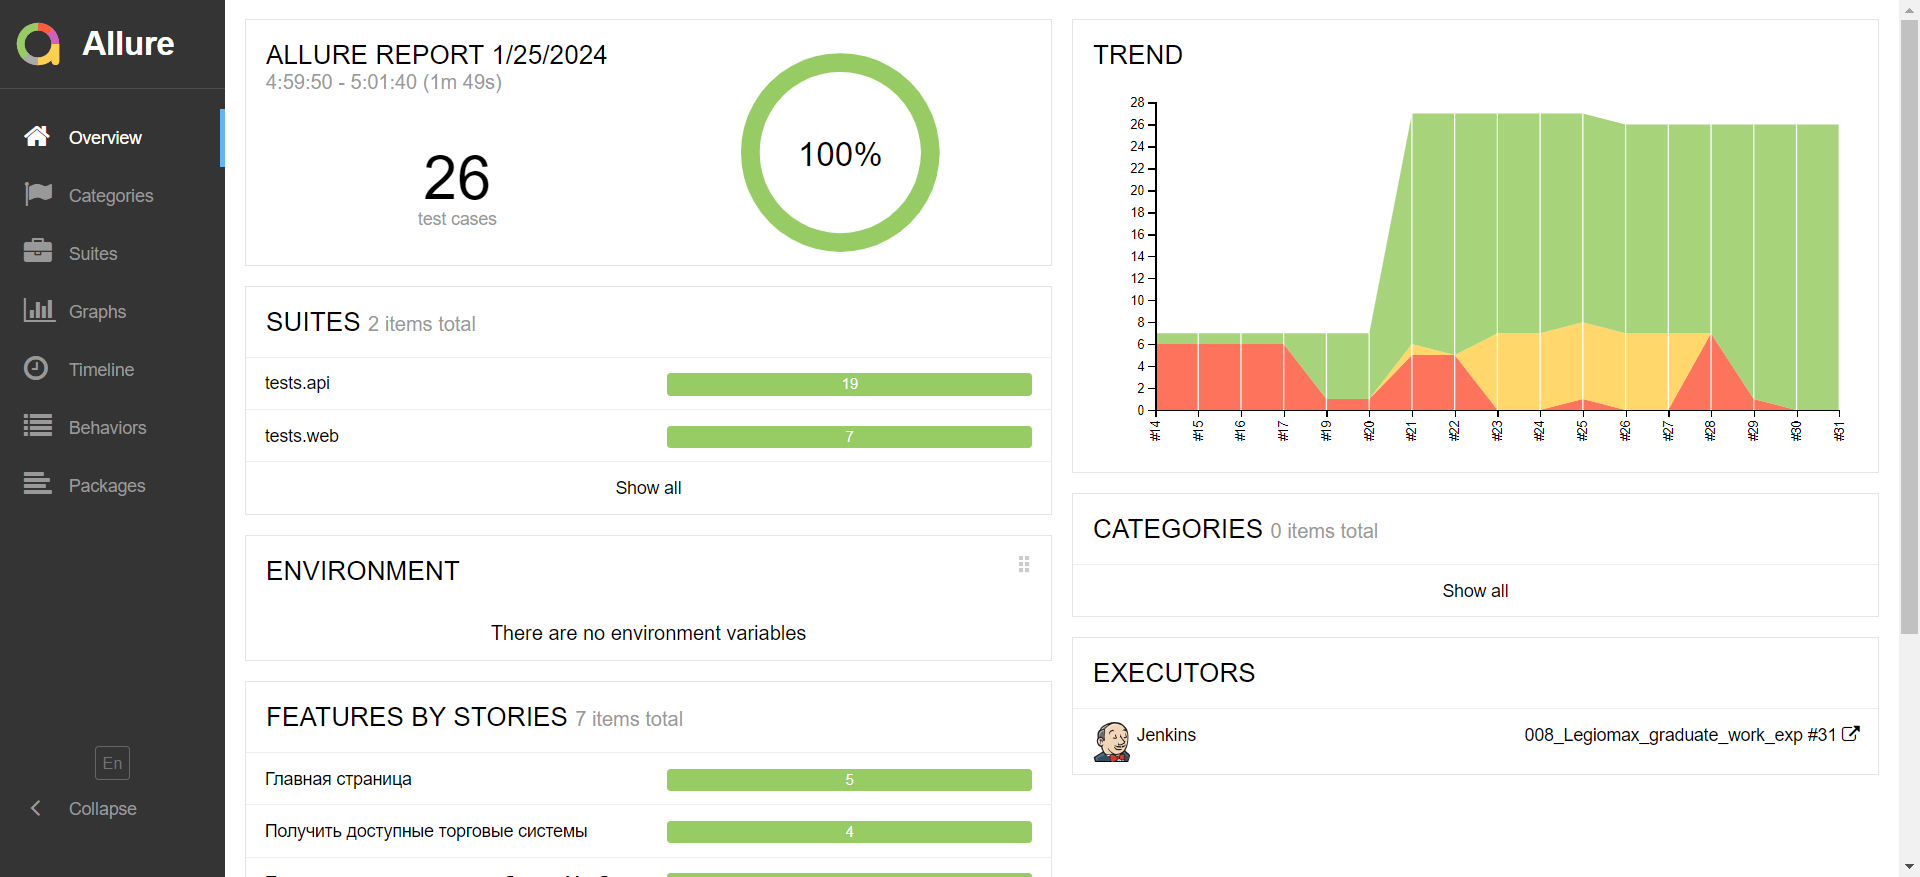 Allure
Overview
Categories
Suites
Graphs
Timeline
Behaviors
Packages
En
Collapse
ALLURE REPORT 1/25/2024
4:59:50 - 5:01:40 (1m 49s)
26
test cases
100%
SUITES 2 items total
tests.api 19
tests.web 7
Show all
ENVIRONMENT
There are no environment variables
FEATURES BY STORIES 7 items total
Главная страница 5
Получить доступные торговые системы 4
TREND
28
26
24
22
20
18
16
14
12
10
8
6
4
2
0
#14 #15 #16 #17 #19 #20 #21 #22 #23 #24 #25 #26 #27 #28 #29 #30 #31
CATEGORIES 0 items total
Show all
EXECUTORS
Jenkins 008_Legiomax_graduate_work_exp #31